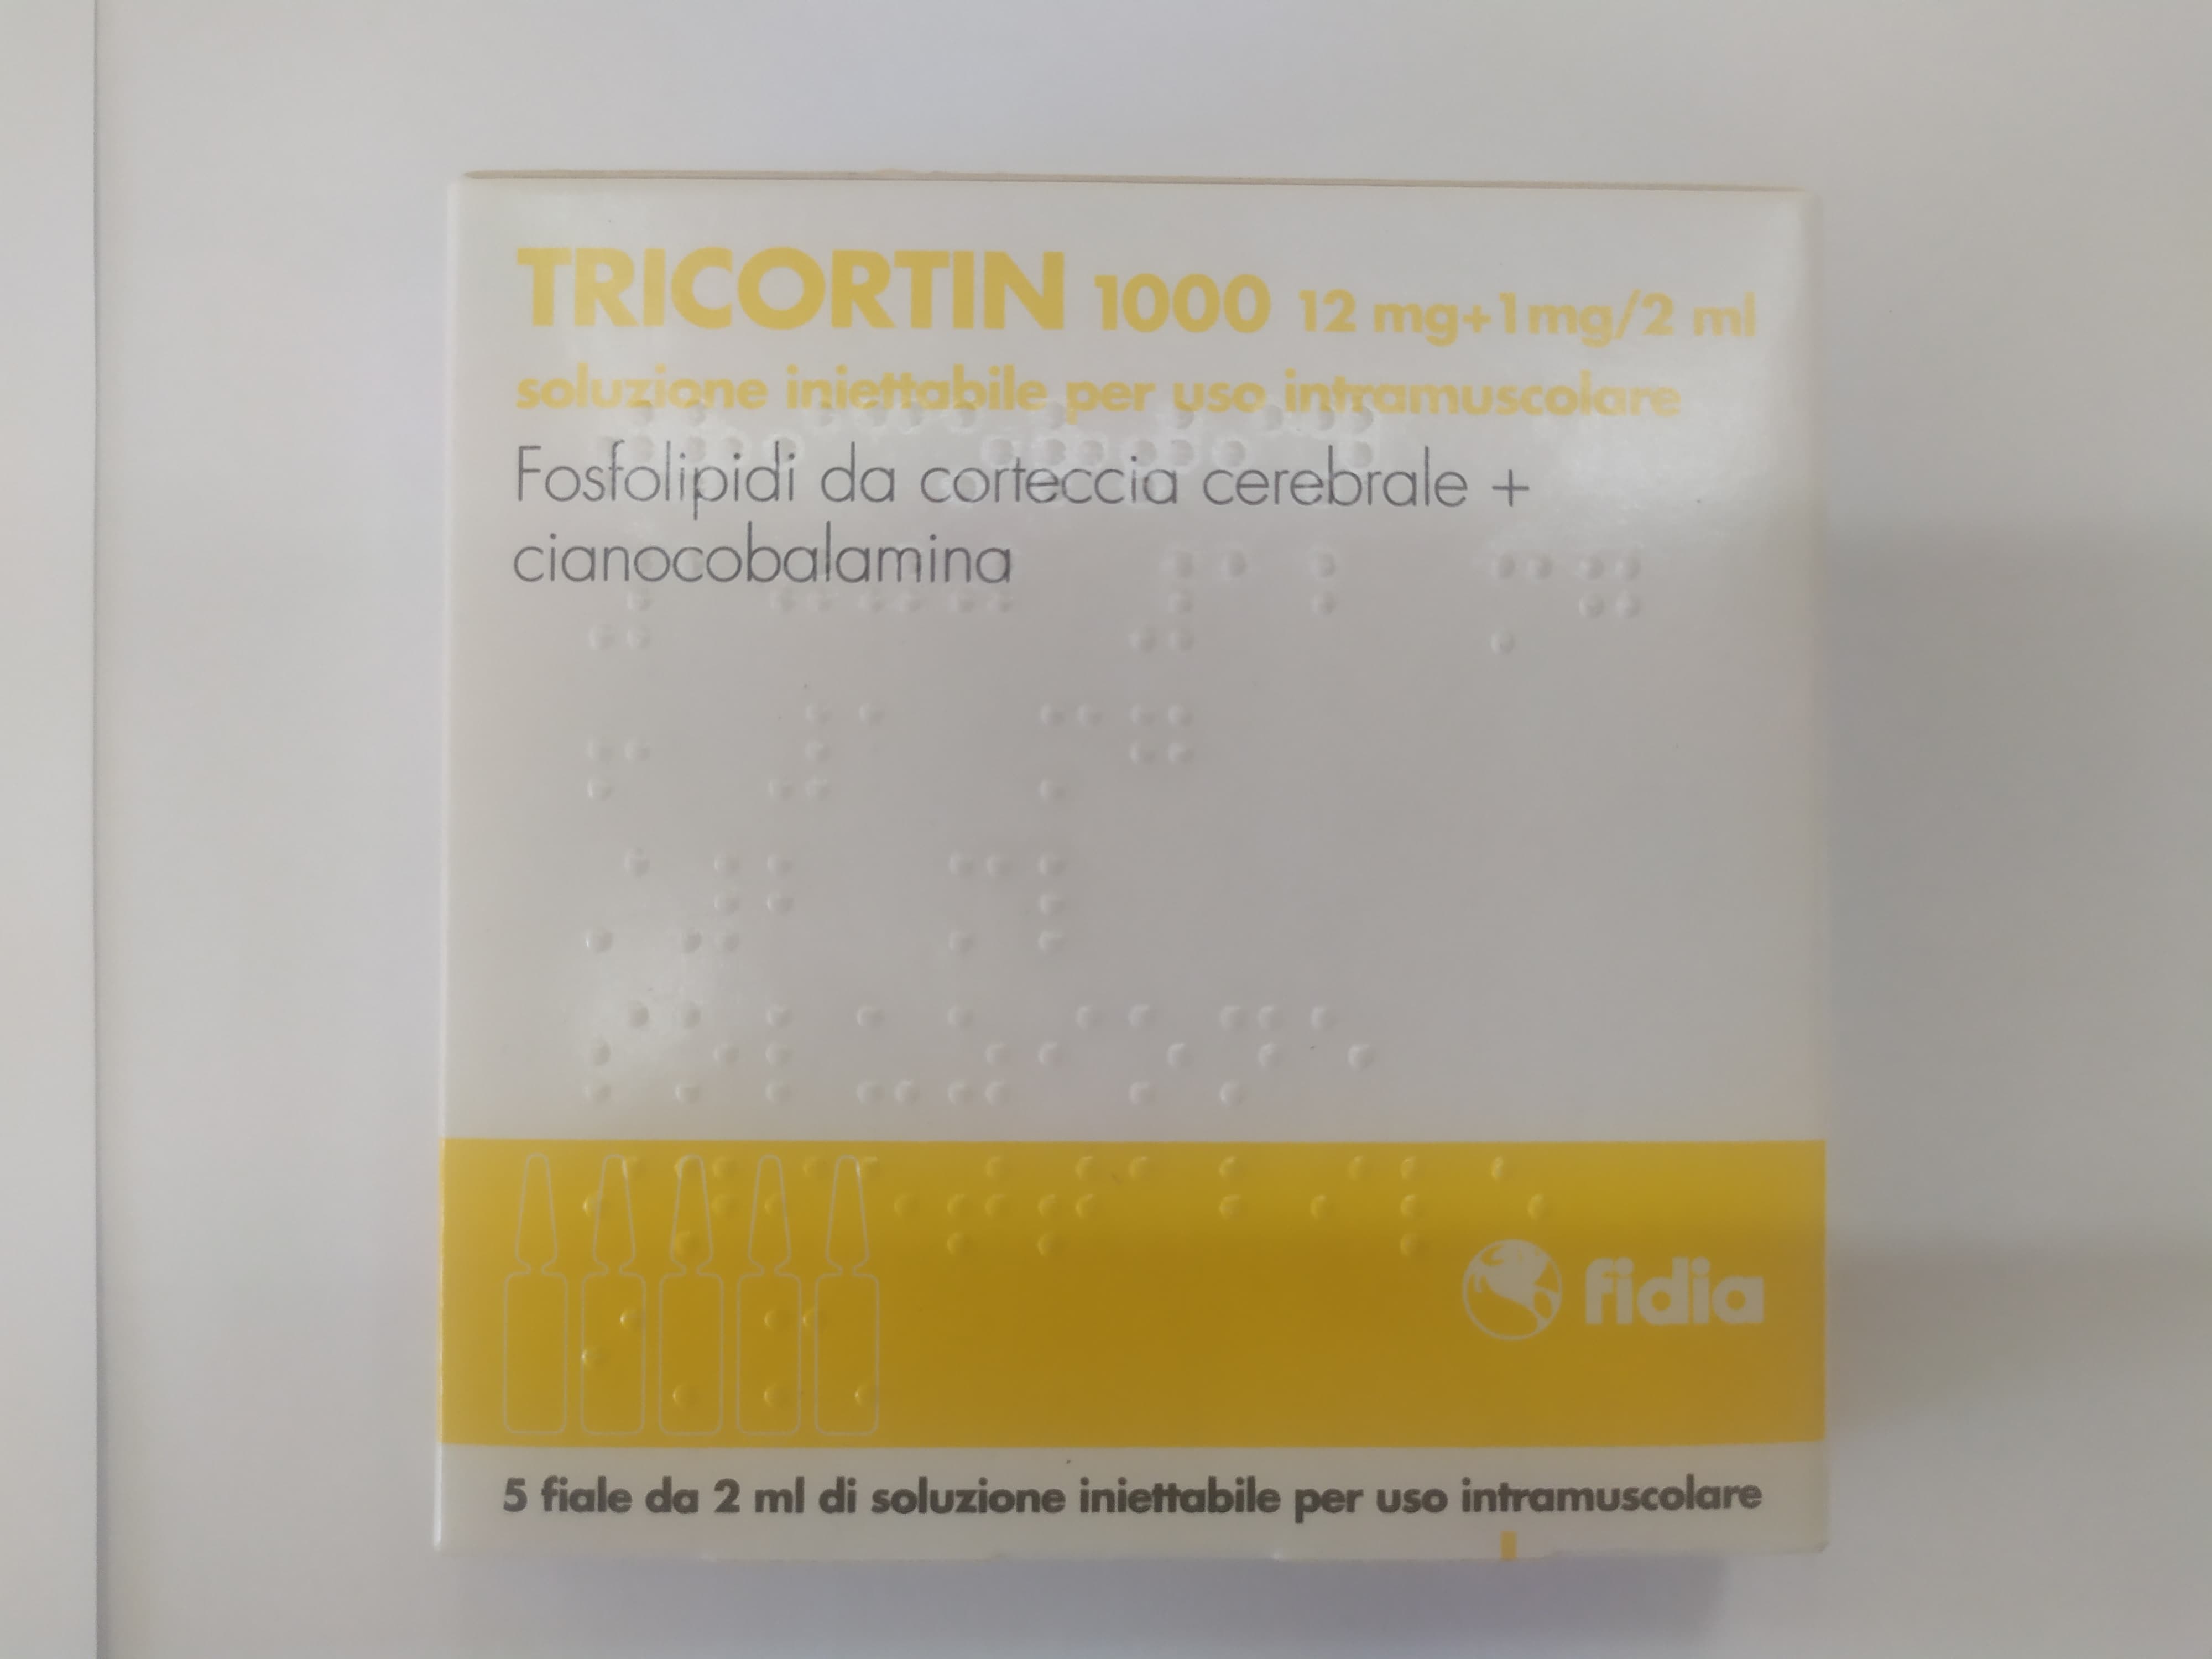 TRICORTIN 1000 12 mg+1mg/2 ml
soluzione iniettabile per uso intramuscolare
Fosfolipidi da corteccia cerebrale +
cianocobalamina
fidia
5 fiale da 2 ml di soluzione iniettabile per uso intramuscolare